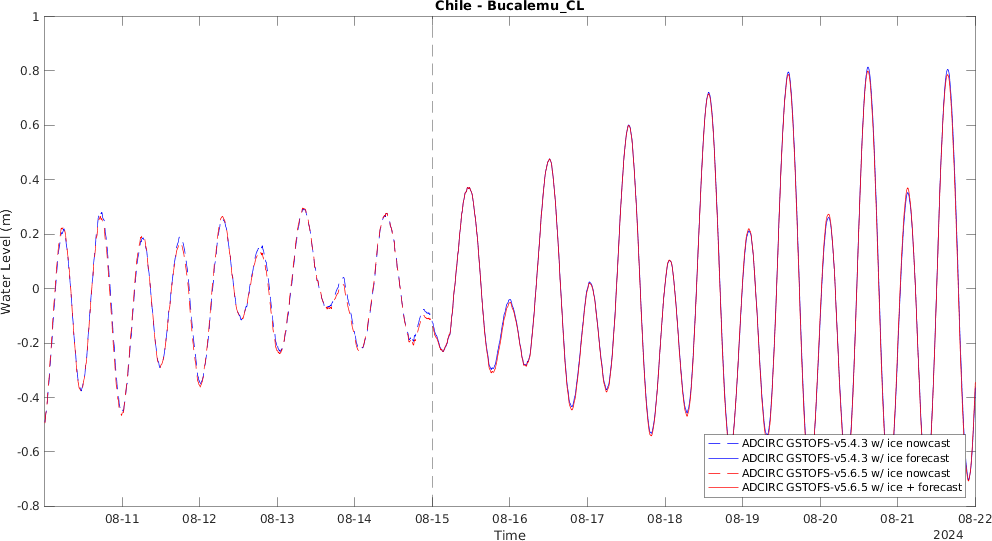 Chile - Bucalemu_CL
1
0.8
0.6
0.4
0.2
0
-0.2
-0.4
-0.6
-0.8
Water Level (m)
ADCIRC GSTOFS-v5.4.3 w/ ice nowcast
ADCIRC GSTOFS-v5.4.3 w/ ice forecast
ADCIRC GSTOFS-v5.6.5 w/ ice nowcast
ADCIRC GSTOFS-v5.6.5 w/ ice + forecast
08-11 08-12 08-13 08-14 08-15 08-16 08-17 08-18 08-19 08-20 08-21 08-22
Time
2024